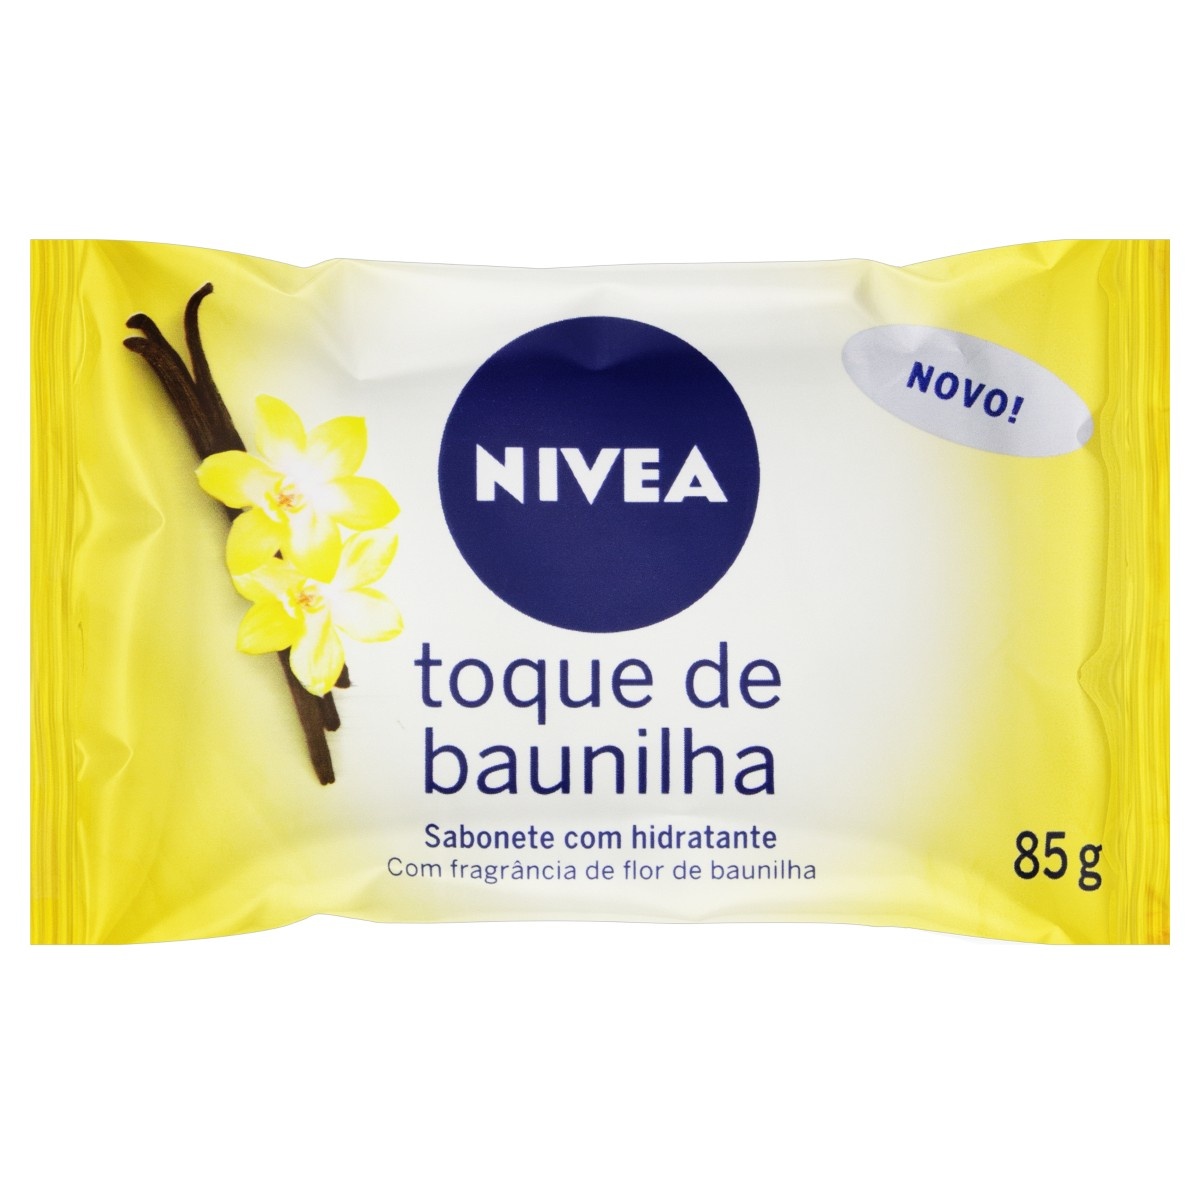 NOVO!
NIVEA
toque de
baunilha
Sabonete com hidratante
Com fragrância de flor de baunilha
85 g